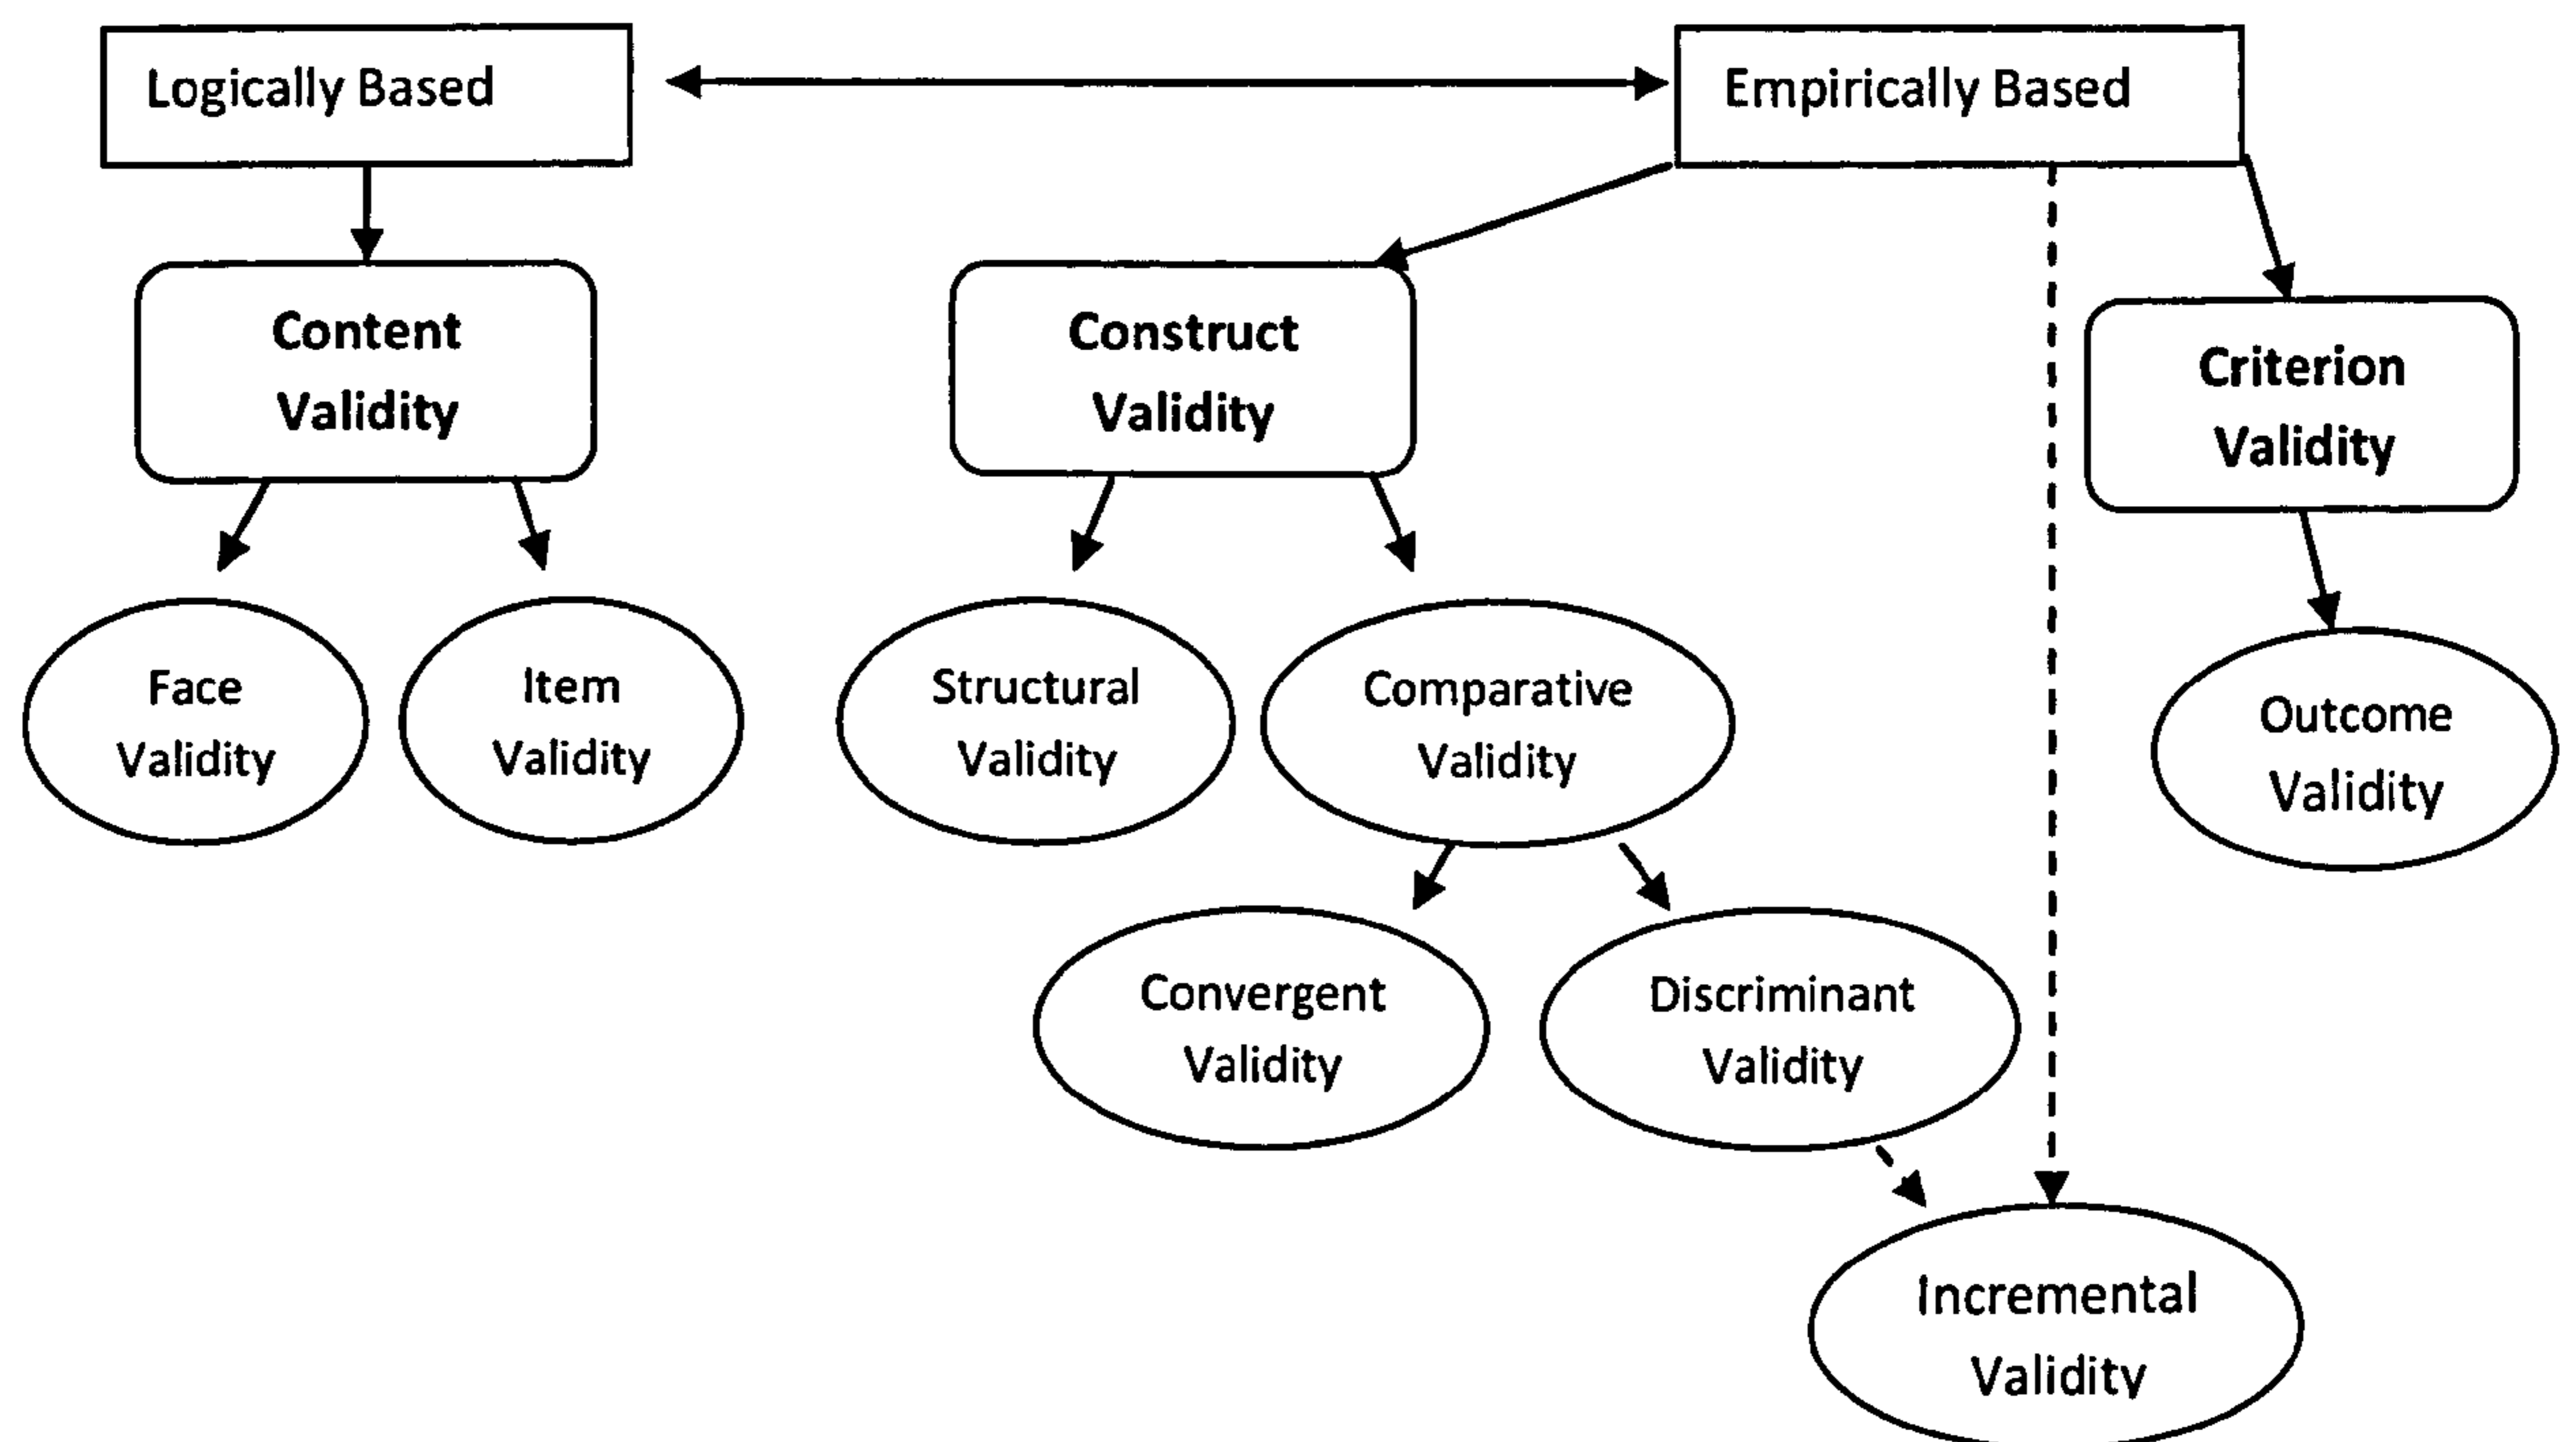 Logically Based
Empirically Based
Content
Validity
Construct
Validity
Criterion
Validity
Face
Validity
Item
Validity
Structural
Validity
Comparative
Validity
Outcome
Validity
Convergent
Validity
Discriminant
Validity
Incremental
Validity